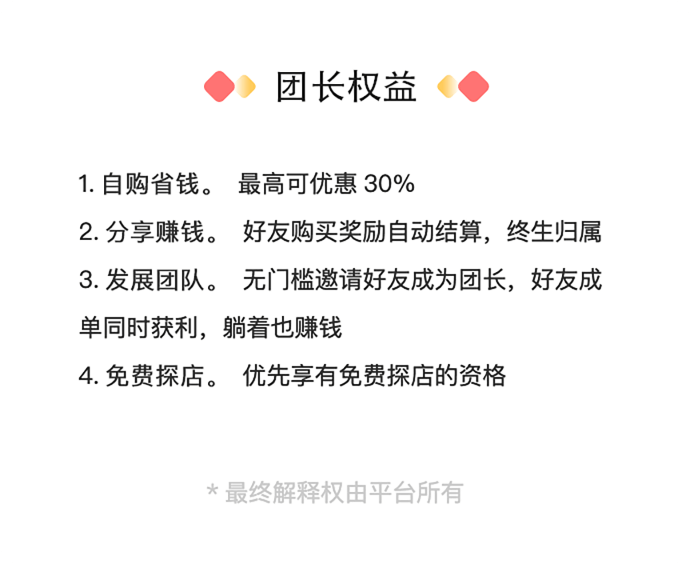 团长权益
1. 自购省钱。 最高可优惠 30%
2. 分享赚钱。 好友购买奖励自动结算，终生归属
3. 发展团队。 无门槛邀请好友成为团长，好友成
单同时获利，躺着也赚钱
4. 免费探店。 优先享有免费探店的资格
* 最终解释权由平台所有